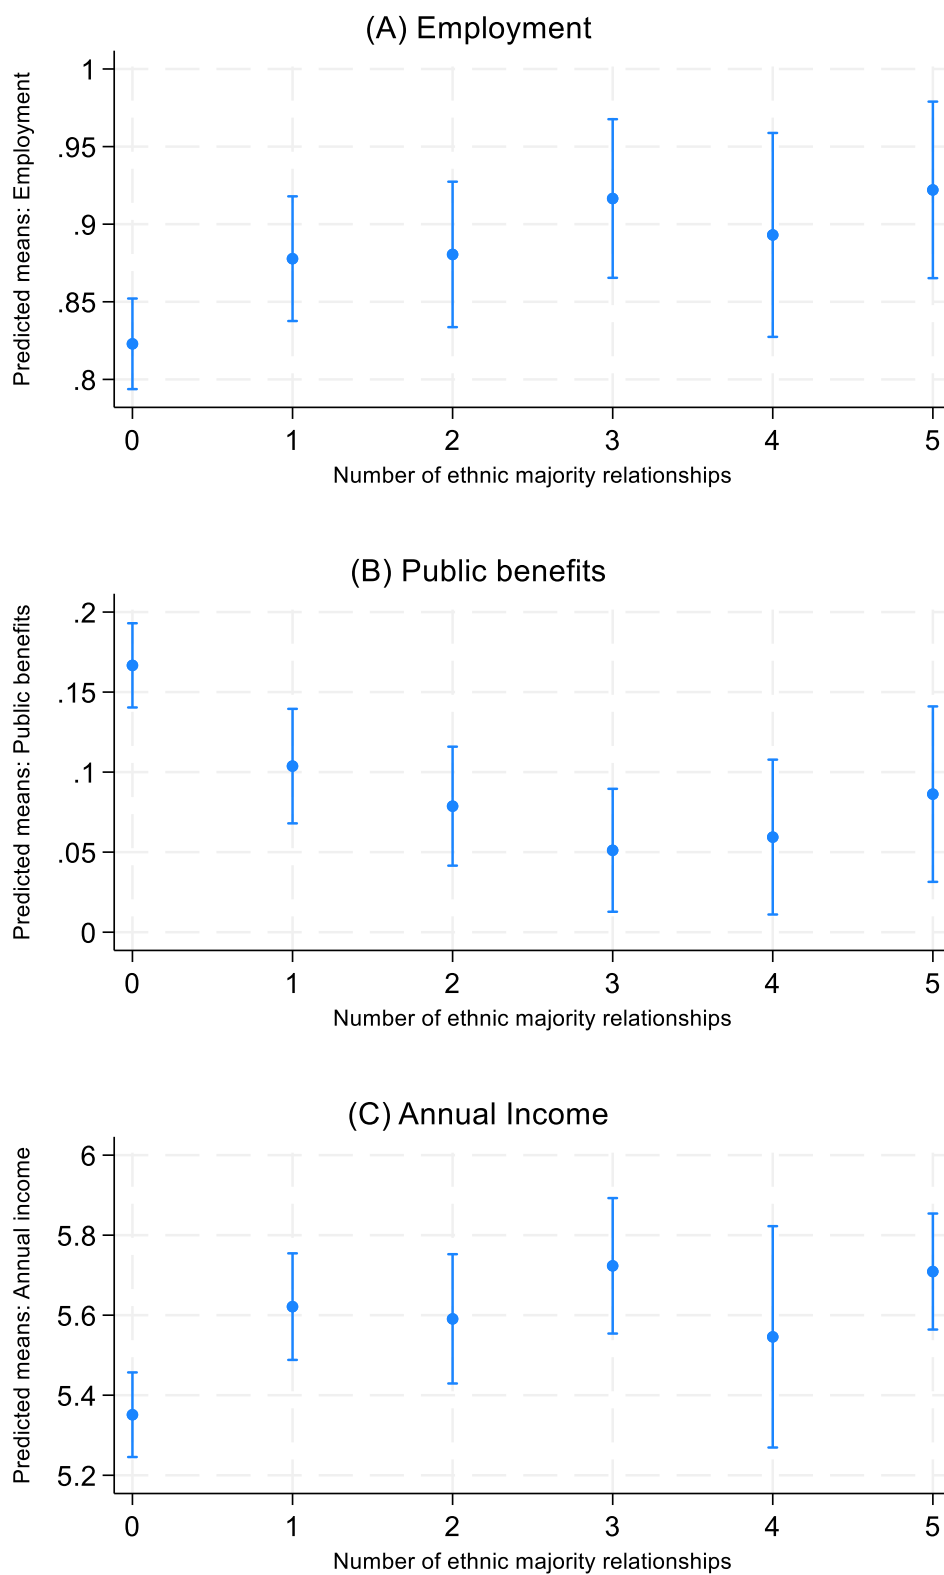 (A) Employment
Predicted means: Employment
1
.95
.9
.85
.8
0 1 2 3 4 5
Number of ethnic majority relationships
(B) Public benefits
Predicted means: Public benefits
.2
.15
.1
.05
0
0 1 2 3 4 5
Number of ethnic majority relationships
(C) Annual Income
Predicted means: Annual income
6
5.8
5.6
5.4
5.2
0 1 2 3 4 5
Number of ethnic majority relationships